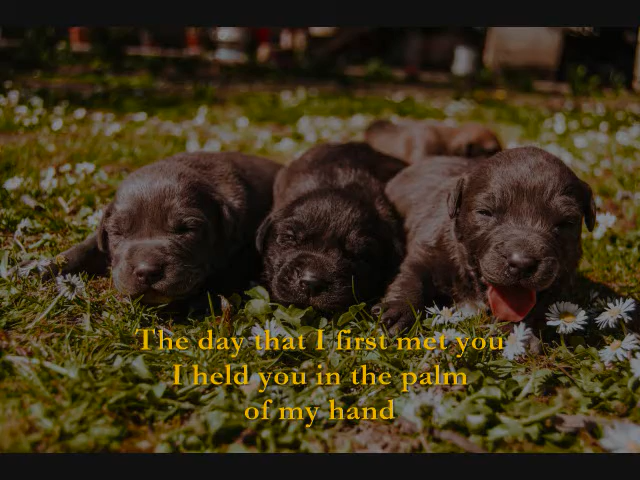 The day that I first met you
I held you in the palm
of my hand